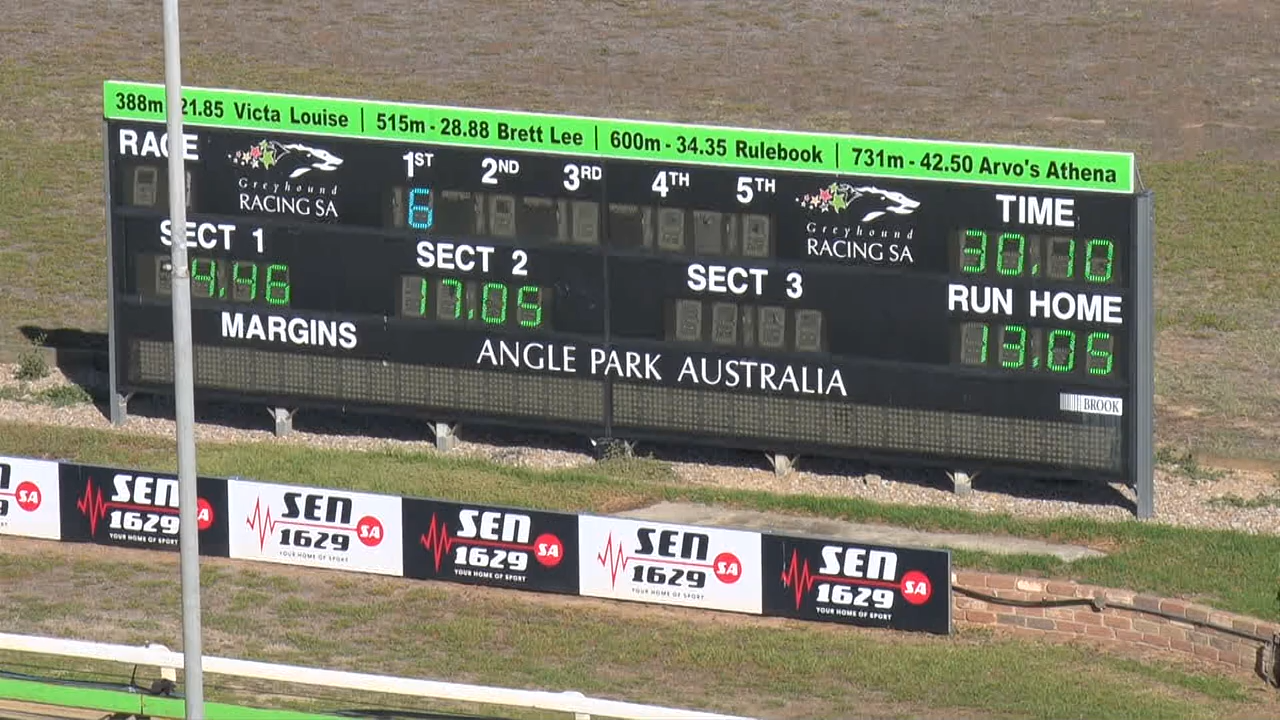 388m 21.85 Victa Louise | 515m - 28.88 Brett Lee | 600m - 34.35 Rulebook | 731m - 42.50 Arvo's Athena
RACE
Greyhound
RACING SA
1ST 2ND 3RD 4TH 5TH
6
Greyhound
RACING SA
TIME
30.10
SECT 1
4.96
SECT 2
17.05
SECT 3
RUN HOME
13.05
MARGINS
ANGLE PARK AUSTRALIA
BROOK
SA
SEN
1629
SA
YOUR HOME OF SPORT
SEN
1629
SA
YOUR HOME OF SPORT
SEN
1629
SA
YOUR HOME OF SPORT
SEN
1629
SA
YOUR HOME OF SPORT
SEN
1629
SA
YOUR HOME OF SPORT